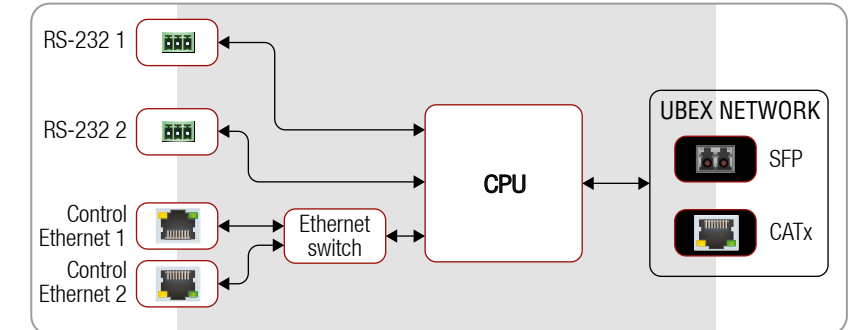 RS-232 1
RS-232 2
Control
Ethernet 1
Control
Ethernet 2
Ethernet
switch
CPU
UBEX NETWORK
SFP
CATx